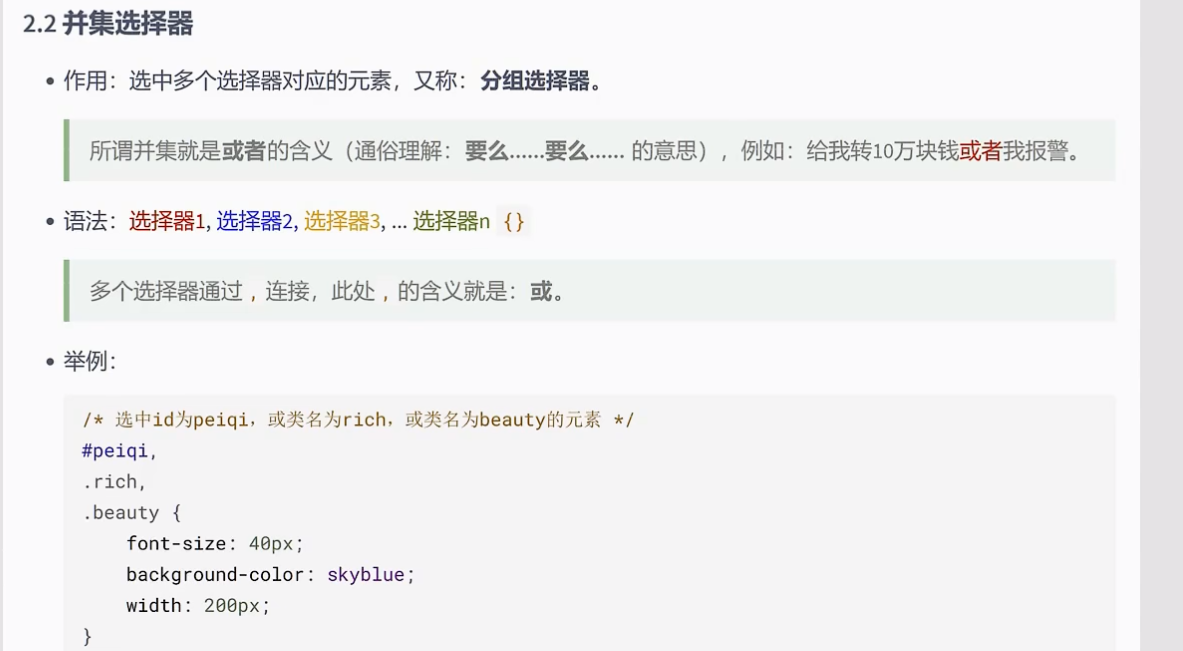 2.2 并集选择器
• 作用：选中多个选择器对应的元素，又称：分组选择器。
所谓并集就是或者的含义（通俗理解：要么……要么…… 的意思），例如：给我转10万块钱或者我报警。
• 语法：选择器1, 选择器2, 选择器3, ... 选择器n {}
多个选择器通过 , 连接，此处 , 的含义就是：或。
• 举例：
/* 选中id为peiqi，或类名为rich，或类名为beauty的元素 */
#peiqi,
.rich,
.beauty {
    font-size: 40px;
    background-color: skyblue;
    width: 200px;
}